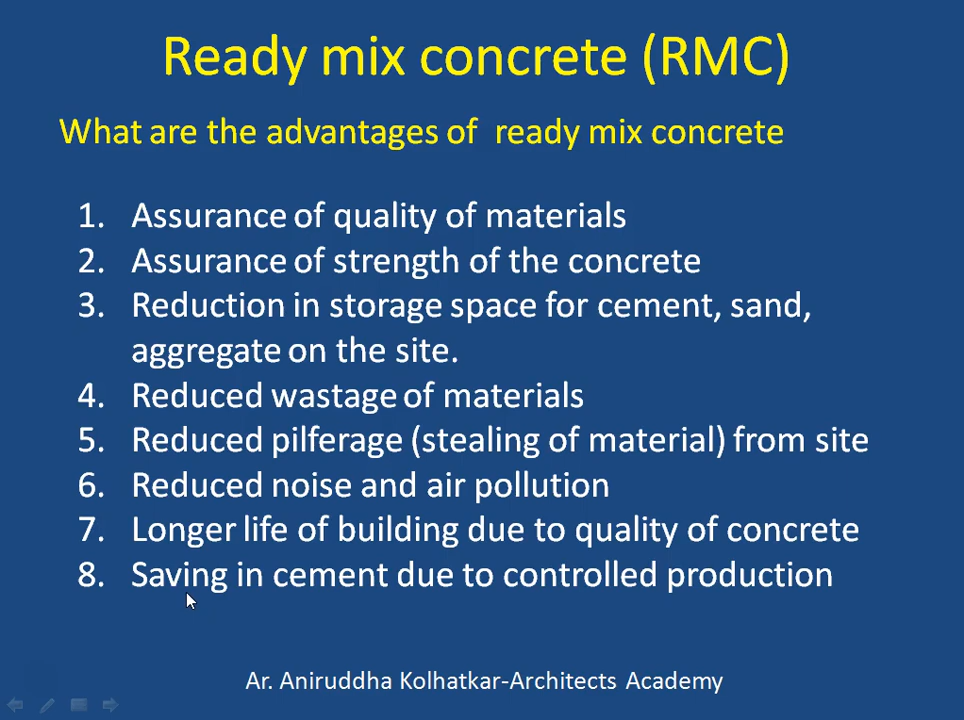 Ready mix concrete (RMC)
What are the advantages of ready mix concrete
1. Assurance of quality of materials
2. Assurance of strength of the concrete
3. Reduction in storage space for cement, sand,
aggregate on the site.
4. Reduced wastage of materials
5. Reduced pilferage (stealing of material) from site
6. Reduced noise and air pollution
7. Longer life of building due to quality of concrete
8. Saving in cement due to controlled production
Ar. Aniruddha Kolhatkar-Architects Academy